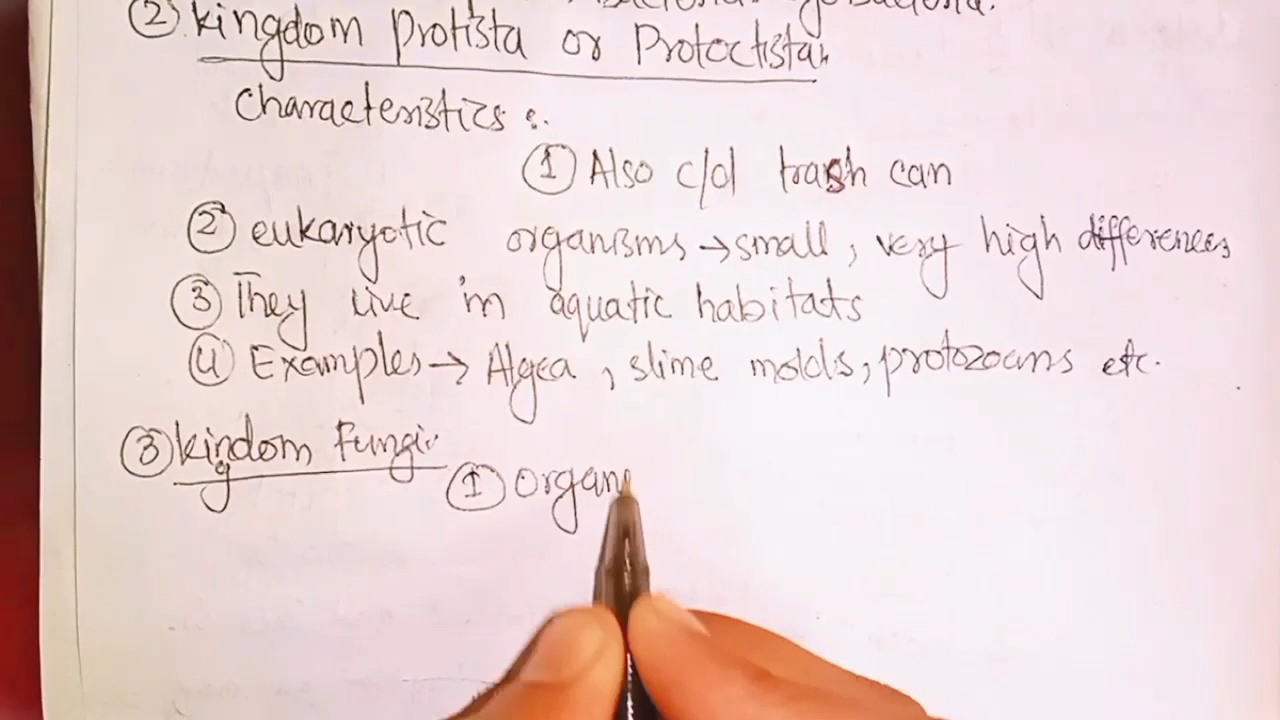 ② Kingdom Protista or Protoctista
Characteristics :
① Also c/d trash can
② eukaryotic organisms → small, very high differences
③ They live in aquatic habitats
④ Examples → Algea, slime molds, protozoans etc.
③ Kingdom Fungi
① Organi